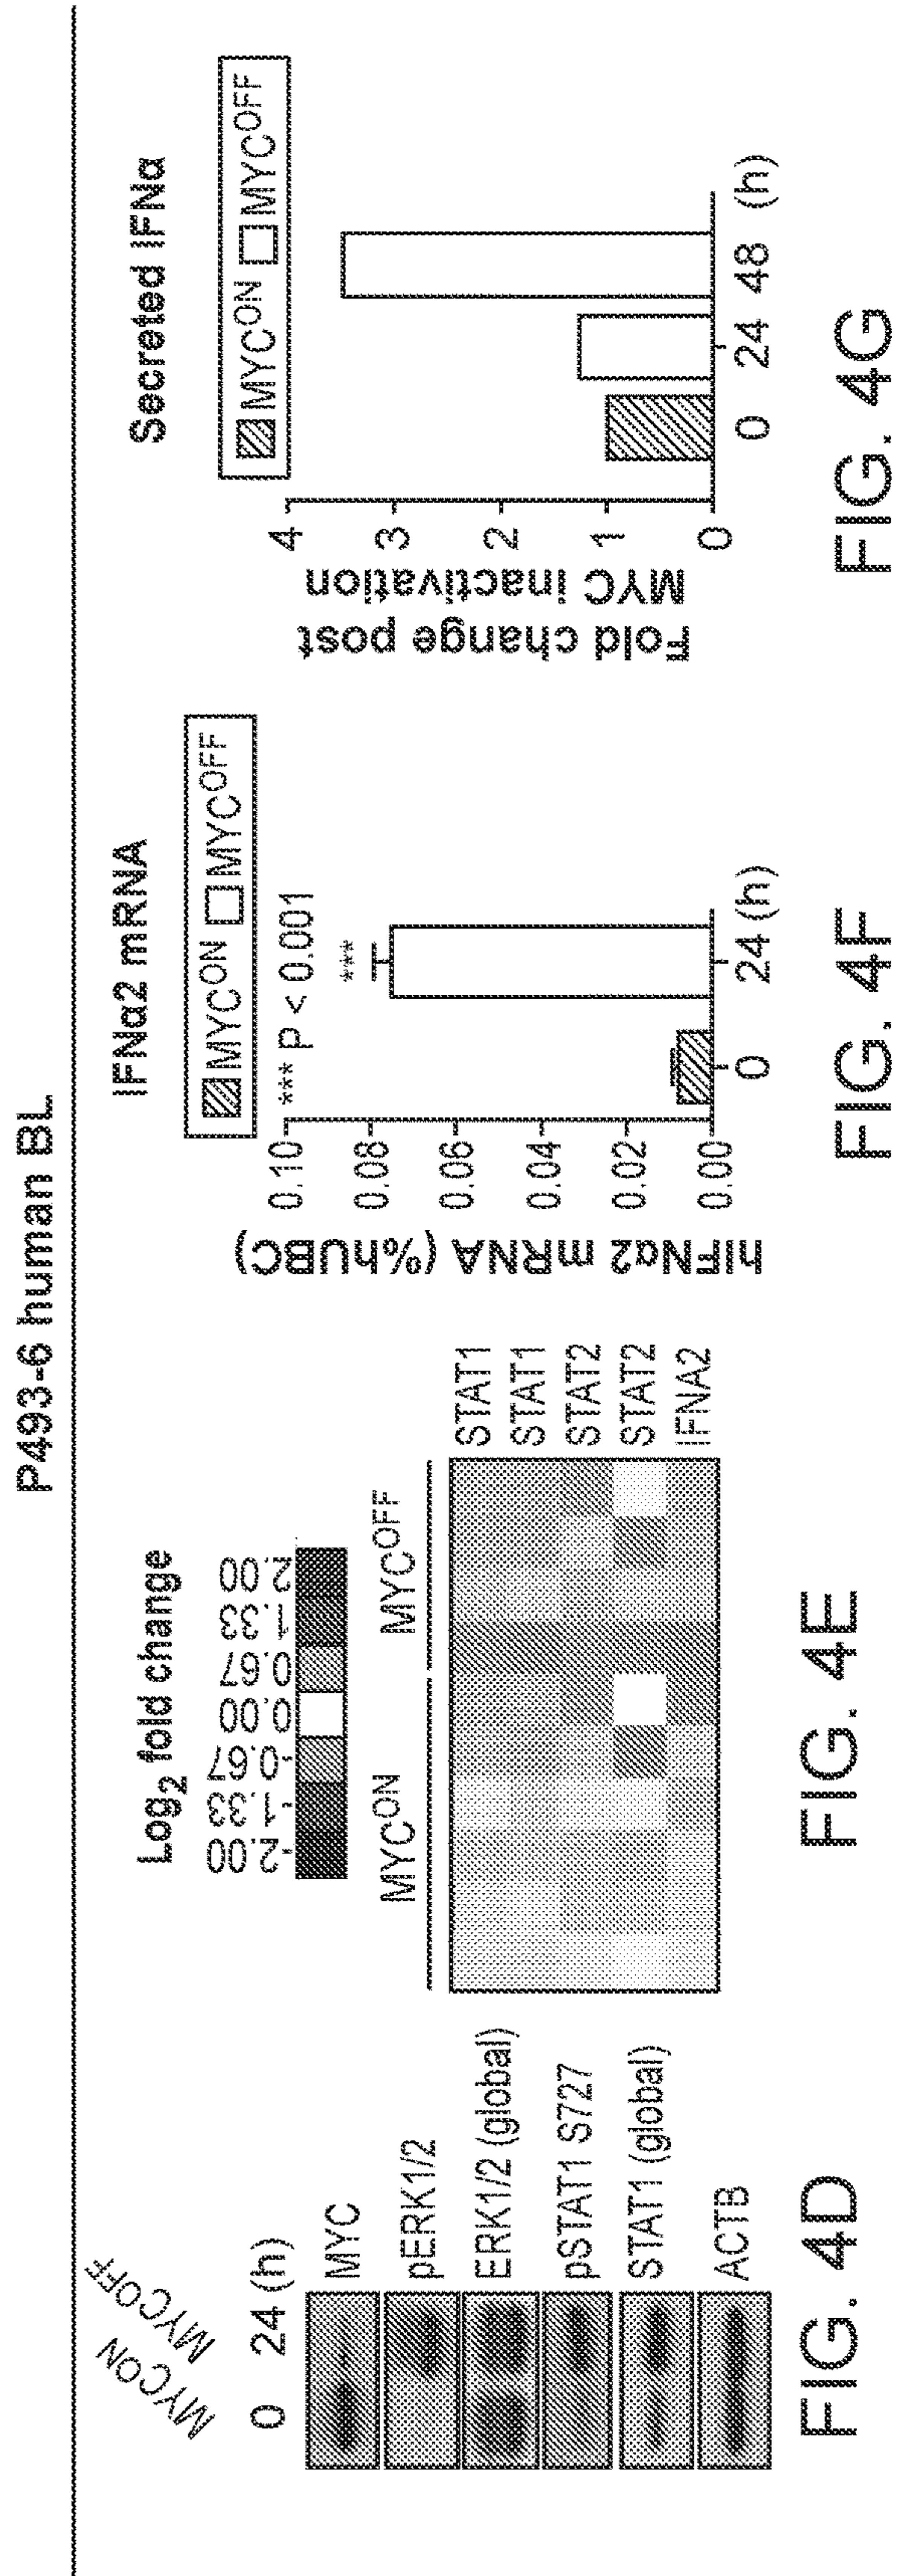 P493-6 human BL
MYCON
MYCOFF
0 24 (h)
MYC
pERK1/2
ERK1/2 (global)
pSTAT1 S727
STAT1 (global)
ACTB
FIG. 4D
Log2 fold change
-2.00 -1.33 -0.67 0.00 0.67 1.33 2.00
MYCON MYCOFF
STAT1
STAT1
STAT2
STAT2
IFNA2
FIG. 4E
IFNα2 mRNA
MYCON MYCOFF
*** P < 0.001
***
hIFNα2 mRNA (%hUBC)
0.10
0.08
0.06
0.04
0.02
0.00
0 24 (h)
FIG. 4F
Secreted IFNα
MYCON MYCOFF
Fold change post
MYC inactivation
4
3
2
1
0
0 24 48 (h)
FIG. 4G